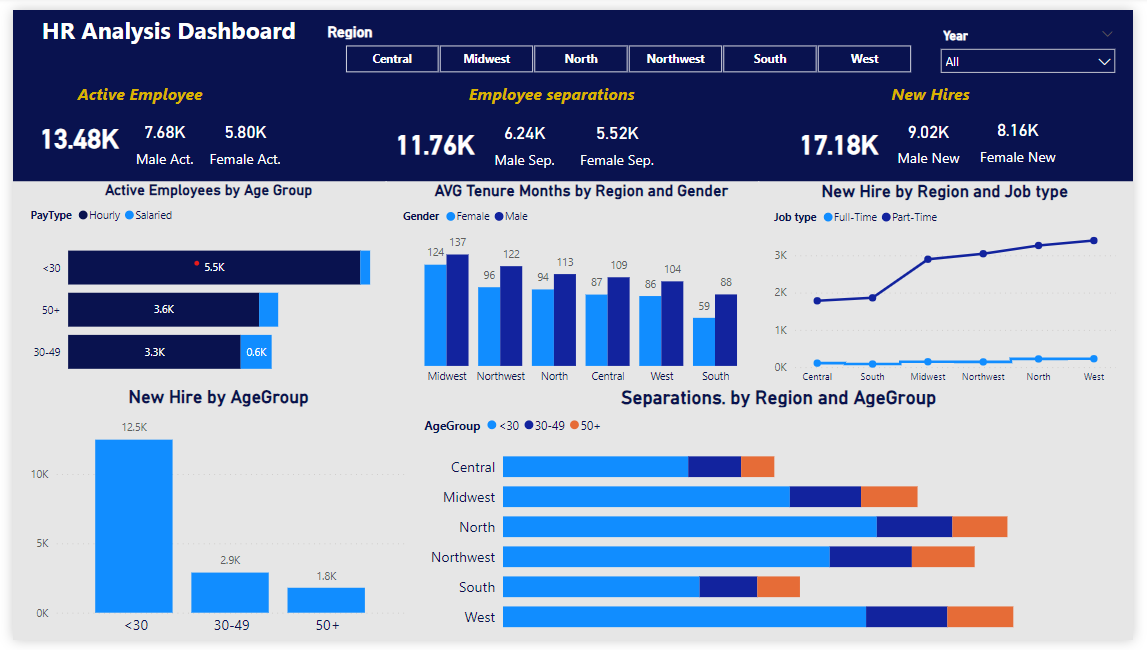 HR Analysis Dashboard
Region
Central Midwest North Northwest South West
Year
All
Active Employee
13.48K
7.68K
Male Act.
5.80K
Female Act.
Employee separations
11.76K
6.24K
Male Sep.
5.52K
Female Sep.
New Hires
17.18K
9.02K
Male New
8.16K
Female New
Active Employees by Age Group
PayType Hourly Salaried
<30 5.5K
50+ 3.6K
30-49 3.3K 0.6K
AVG Tenure Months by Region and Gender
Gender Female Male
124 137 96 122 94 113 87 109 86 104 59 88
Midwest Northwest North Central West South
New Hire by Region and Job type
Job type Full-Time Part-Time
3K
2K
1K
0K
Central South Midwest Northwest North West
New Hire by AgeGroup
12.5K
10K
5K
2.9K
1.8K
0K
<30 30-49 50+
Separations. by Region and AgeGroup
AgeGroup <30 30-49 50+
Central
Midwest
North
Northwest
South
West